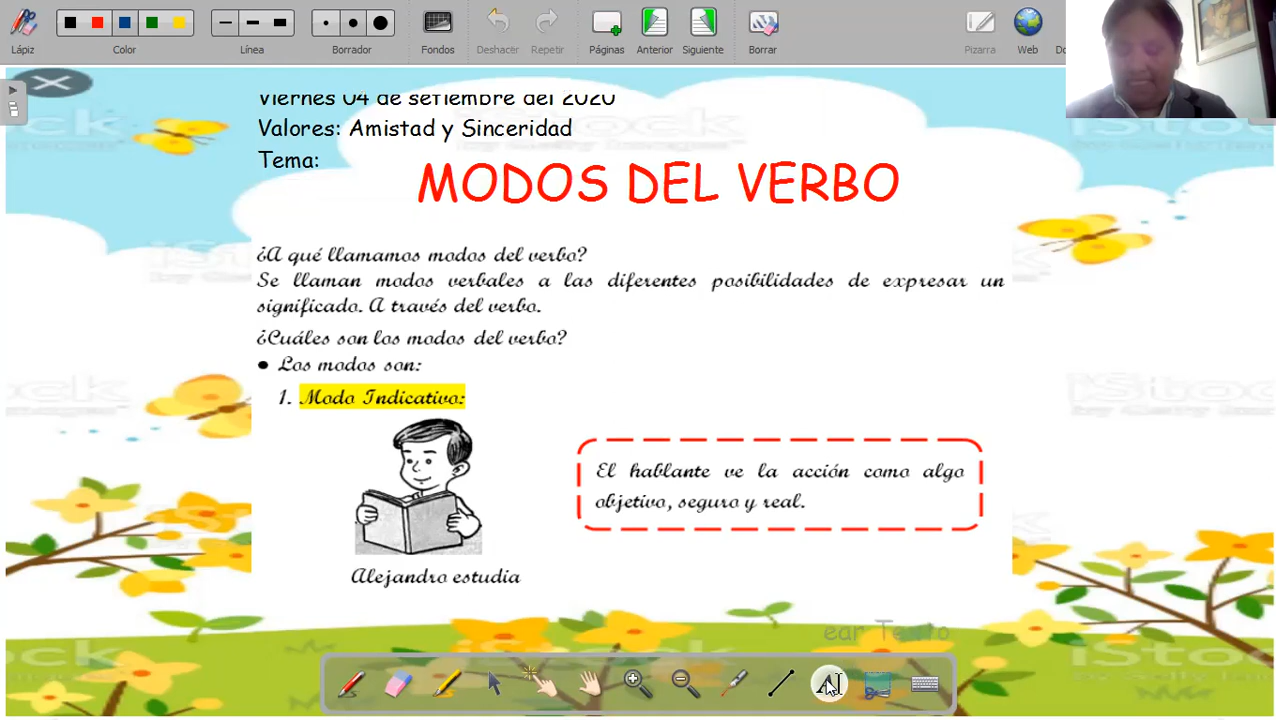 Lápiz
Color
Línea
Borrador
Fondos
Deshacer
Repetir
Páginas
Anterior
Siguiente
Borrar
Pizarra
Web
Viernes 04 de setiembre del 2020
Valores: Amistad y Sinceridad
Tema:
MODOS DEL VERBO
¿A qué llamamos modos del verbo?
Se llaman modos verbales a las diferentes posibilidades de expresar un
significado. A través del verbo.
¿Cuáles son los modos del verbo?
• Los modos son:
1. Modo Indicativo:
El hablante ve la acción como algo
objetivo, seguro y real.
Alejandro estudia
ear Texto